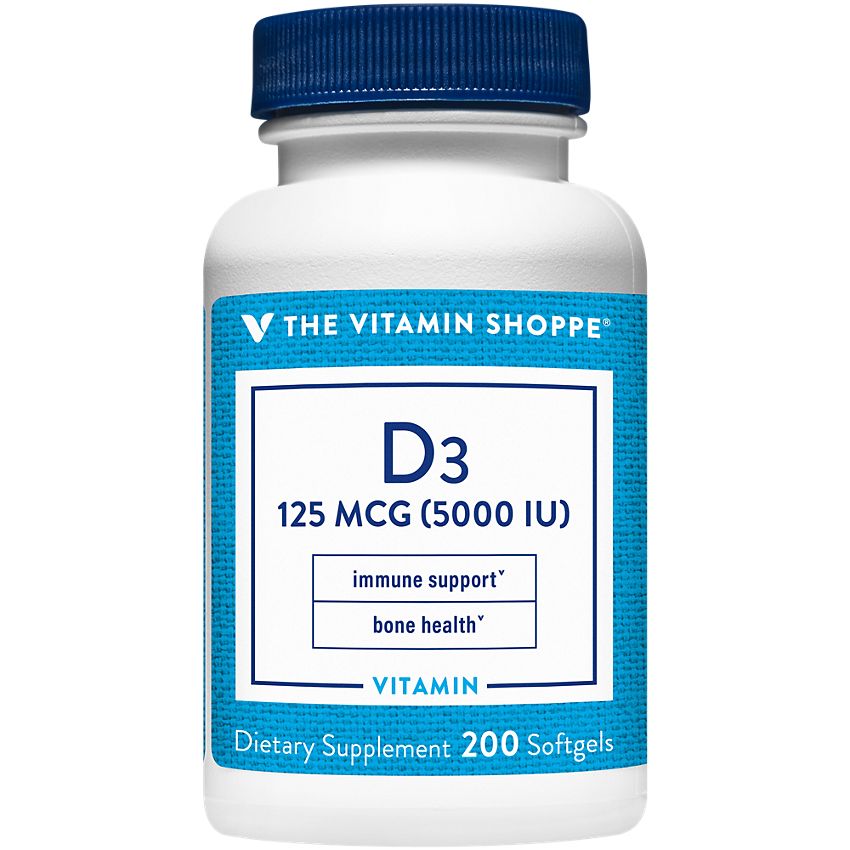 THE VITAMIN SHOPPE®
D3
125 MCG (5000 IU)
immune support˅
bone health˅
VITAMIN
Dietary Supplement 200 Softgels